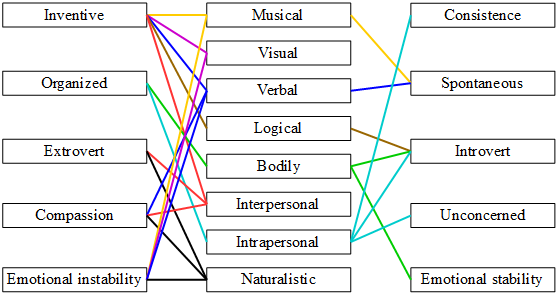 Inventive
Organized
Extrovert
Compassion
Emotional instability
Musical
Visual
Verbal
Logical
Bodily
Interpersonal
Intrapersonal
Naturalistic
Consistence
Spontaneous
Introvert
Unconcerned
Emotional stability